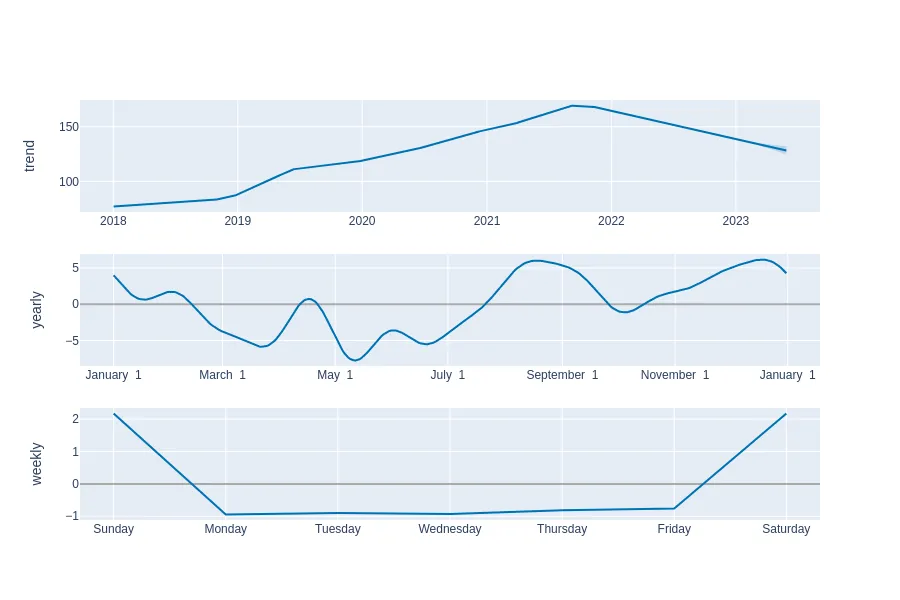 trend
150
100
2018 2019 2020 2021 2022 2023
yearly
5
0
−5
January 1 March 1 May 1 July 1 September 1 November 1 January 1
weekly
2
1
0
−1
Sunday Monday Tuesday Wednesday Thursday Friday Saturday